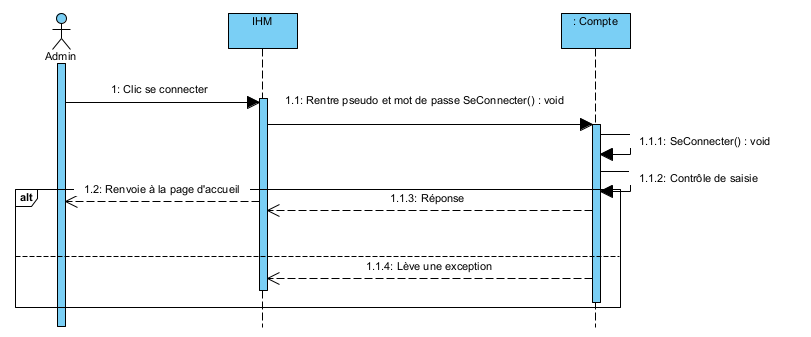 IHM
: Compte
Admin
1: Clic se connecter
1.1: Rentre pseudo et mot de passe SeConnecter() : void
1.1.1: SeConnecter() : void
1.1.2: Contrôle de saisie
alt
1.2: Renvoie à la page d'accueil
1.1.3: Réponse
1.1.4: Lève une exception